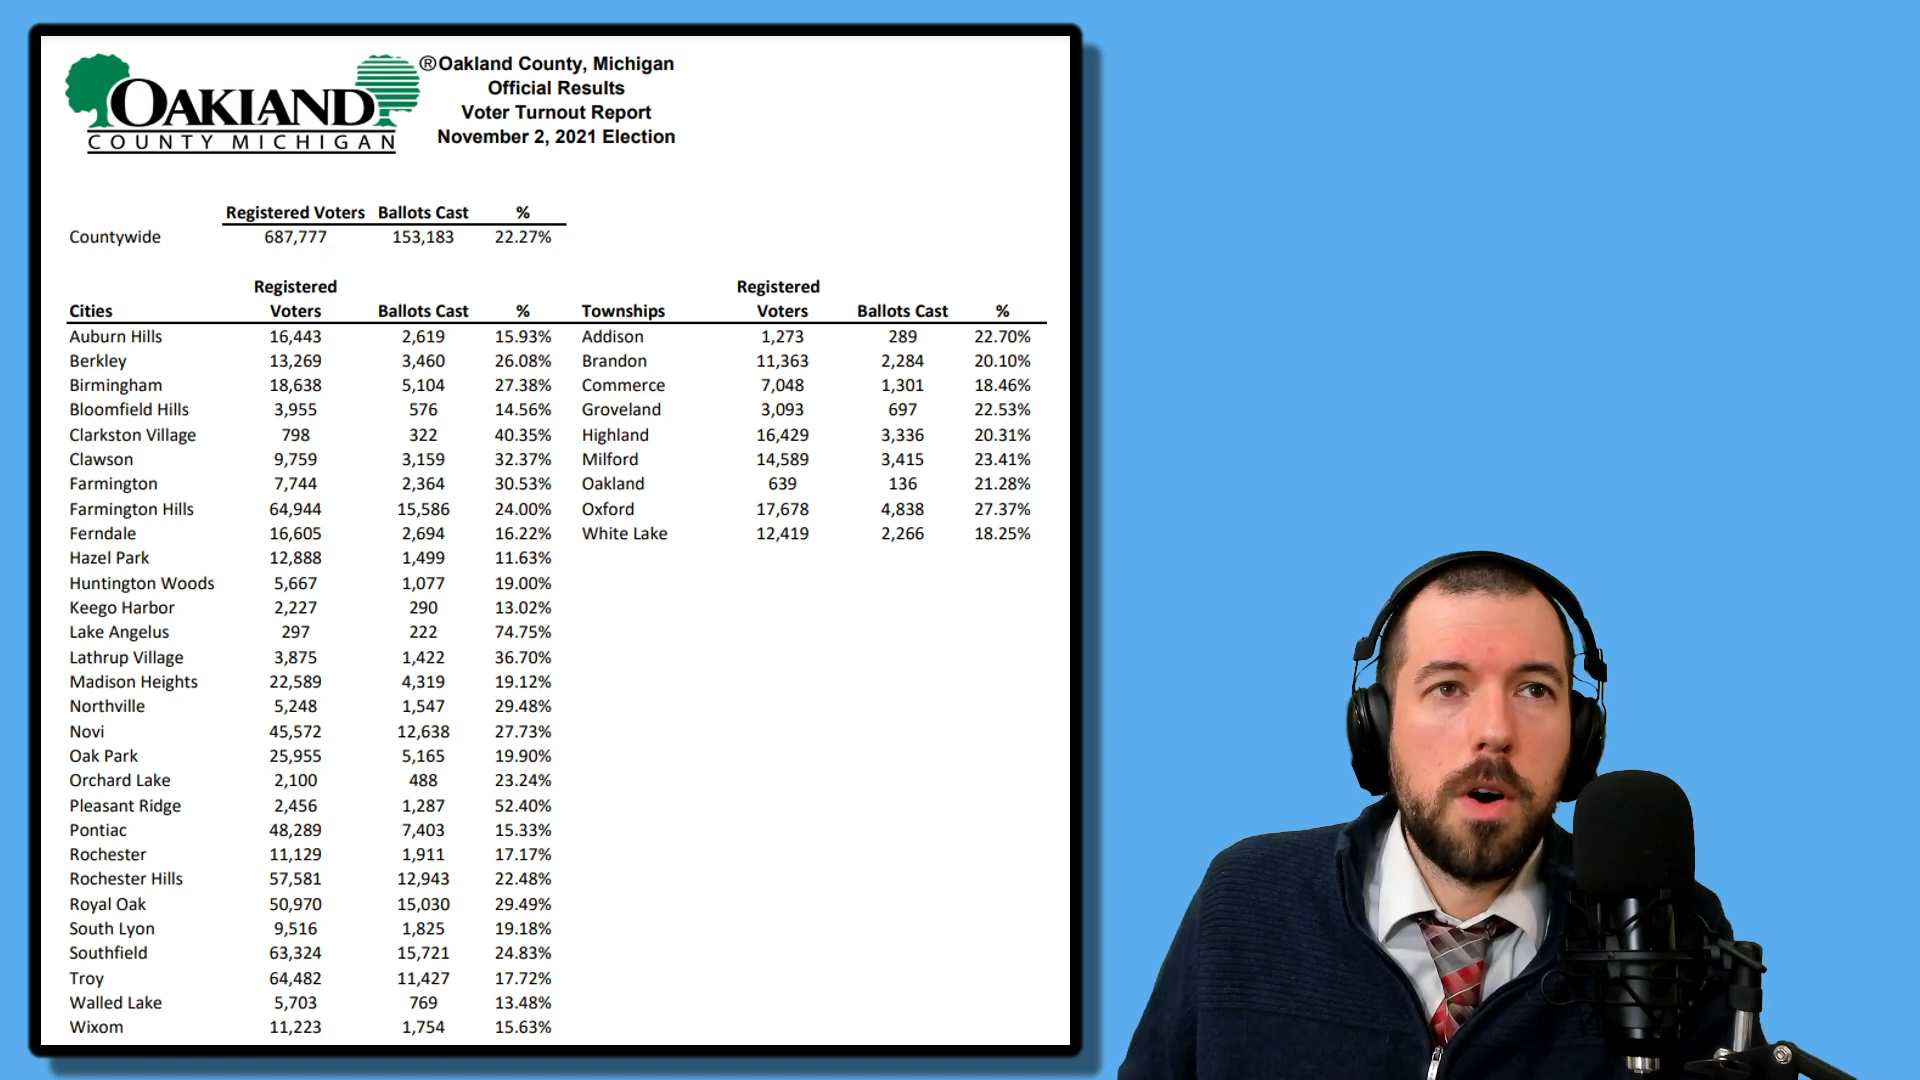 OAKLAND
COUNTY MICHIGAN
®Oakland County, Michigan
Official Results
Voter Turnout Report
November 2, 2021 Election
Registered Voters Ballots Cast %
Countywide 687,777 153,183 22.27%
Registered Registered
Cities Voters Ballots Cast % Townships Voters Ballots Cast %
Auburn Hills 16,443 2,619 15.93% Addison 1,273 289 22.70%
Berkley 13,269 3,460 26.08% Brandon 11,363 2,284 20.10%
Birmingham 18,638 5,104 27.38% Commerce 7,048 1,301 18.46%
Bloomfield Hills 3,955 576 14.56% Groveland 3,093 697 22.53%
Clarkston Village 798 322 40.35% Highland 16,429 3,336 20.31%
Clawson 9,759 3,159 32.37% Milford 14,589 3,415 23.41%
Farmington 7,744 2,364 30.53% Oakland 639 136 21.28%
Farmington Hills 64,944 15,586 24.00% Oxford 17,678 4,838 27.37%
Ferndale 16,605 2,694 16.22% White Lake 12,419 2,266 18.25%
Hazel Park 12,888 1,499 11.63%
Huntington Woods 5,667 1,077 19.00%
Keego Harbor 2,227 290 13.02%
Lake Angelus 297 222 74.75%
Lathrup Village 3,875 1,422 36.70%
Madison Heights 22,589 4,319 19.12%
Northville 5,248 1,547 29.48%
Novi 45,572 12,638 27.73%
Oak Park 25,955 5,165 19.90%
Orchard Lake 2,100 488 23.24%
Pleasant Ridge 2,456 1,287 52.40%
Pontiac 48,289 7,403 15.33%
Rochester 11,129 1,911 17.17%
Rochester Hills 57,581 12,943 22.48%
Royal Oak 50,970 15,030 29.49%
South Lyon 9,516 1,825 19.18%
Southfield 63,324 15,721 24.83%
Troy 64,482 11,427 17.72%
Walled Lake 5,703 769 13.48%
Wixom 11,223 1,754 15.63%